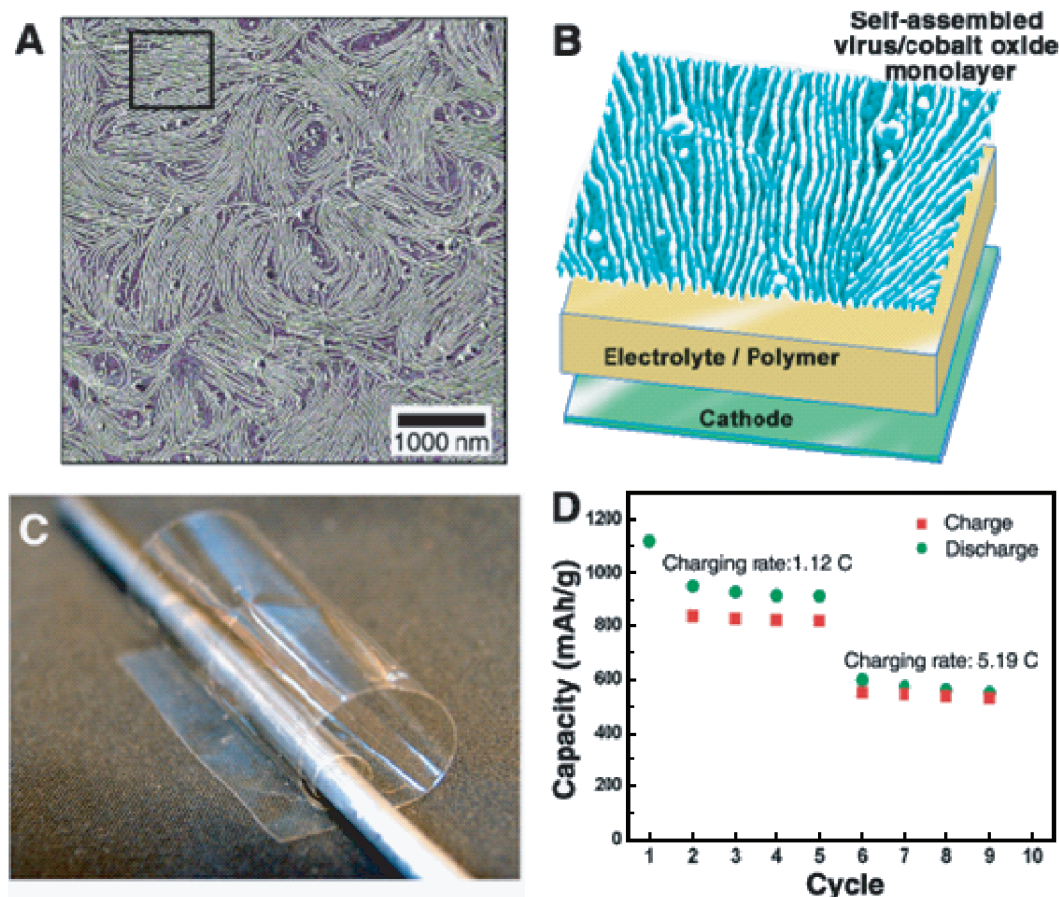 A
1000 nm
B
Self-assembled
virus/cobalt oxide
monolayer
Electrolyte / Polymer
Cathode
C
D
Capacity (mAh/g)
1200
1000
800
600
400
200
0
Charge
Discharge
Charging rate:1.12 C
Charging rate: 5.19 C
1 2 3 4 5 6 7 8 9 10
Cycle